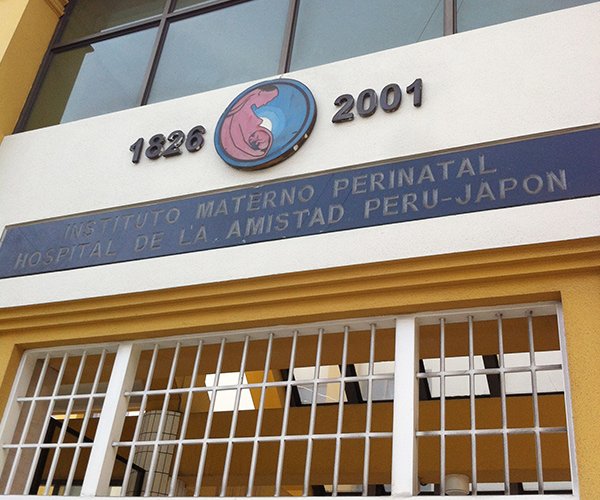 1826 2001
INSTITUTO MATERNO PERINATAL
HOSPITAL DE LA AMISTAD PERU-JAPON